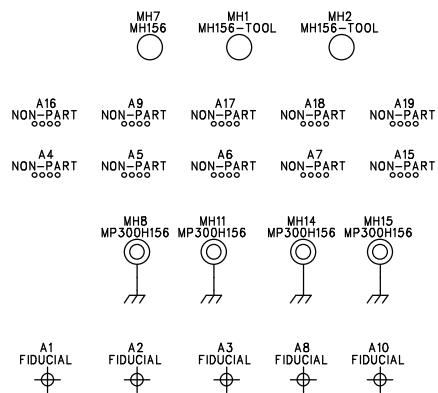 MH7
MH156
MH1
MH156-TOOL
MH2
MH156-TOOL
A16
NON-PART
A9
NON-PART
A17
NON-PART
A18
NON-PART
A19
NON-PART
A4
NON-PART
A5
NON-PART
A6
NON-PART
A7
NON-PART
A15
NON-PART
MH8
MP300H156
MH11
MP300H156
MH14
MP300H156
MH15
MP300H156
A1
FIDUCIAL
A2
FIDUCIAL
A3
FIDUCIAL
A8
FIDUCIAL
A10
FIDUCIAL